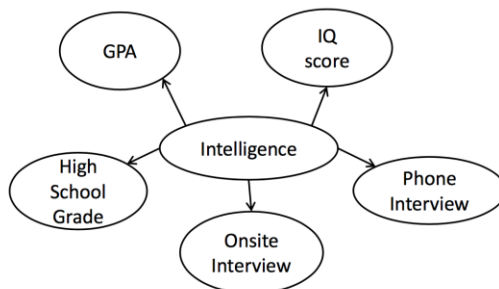 GPA
IQ
score
Intelligence
High
School
Grade
Phone
Interview
Onsite
Interview